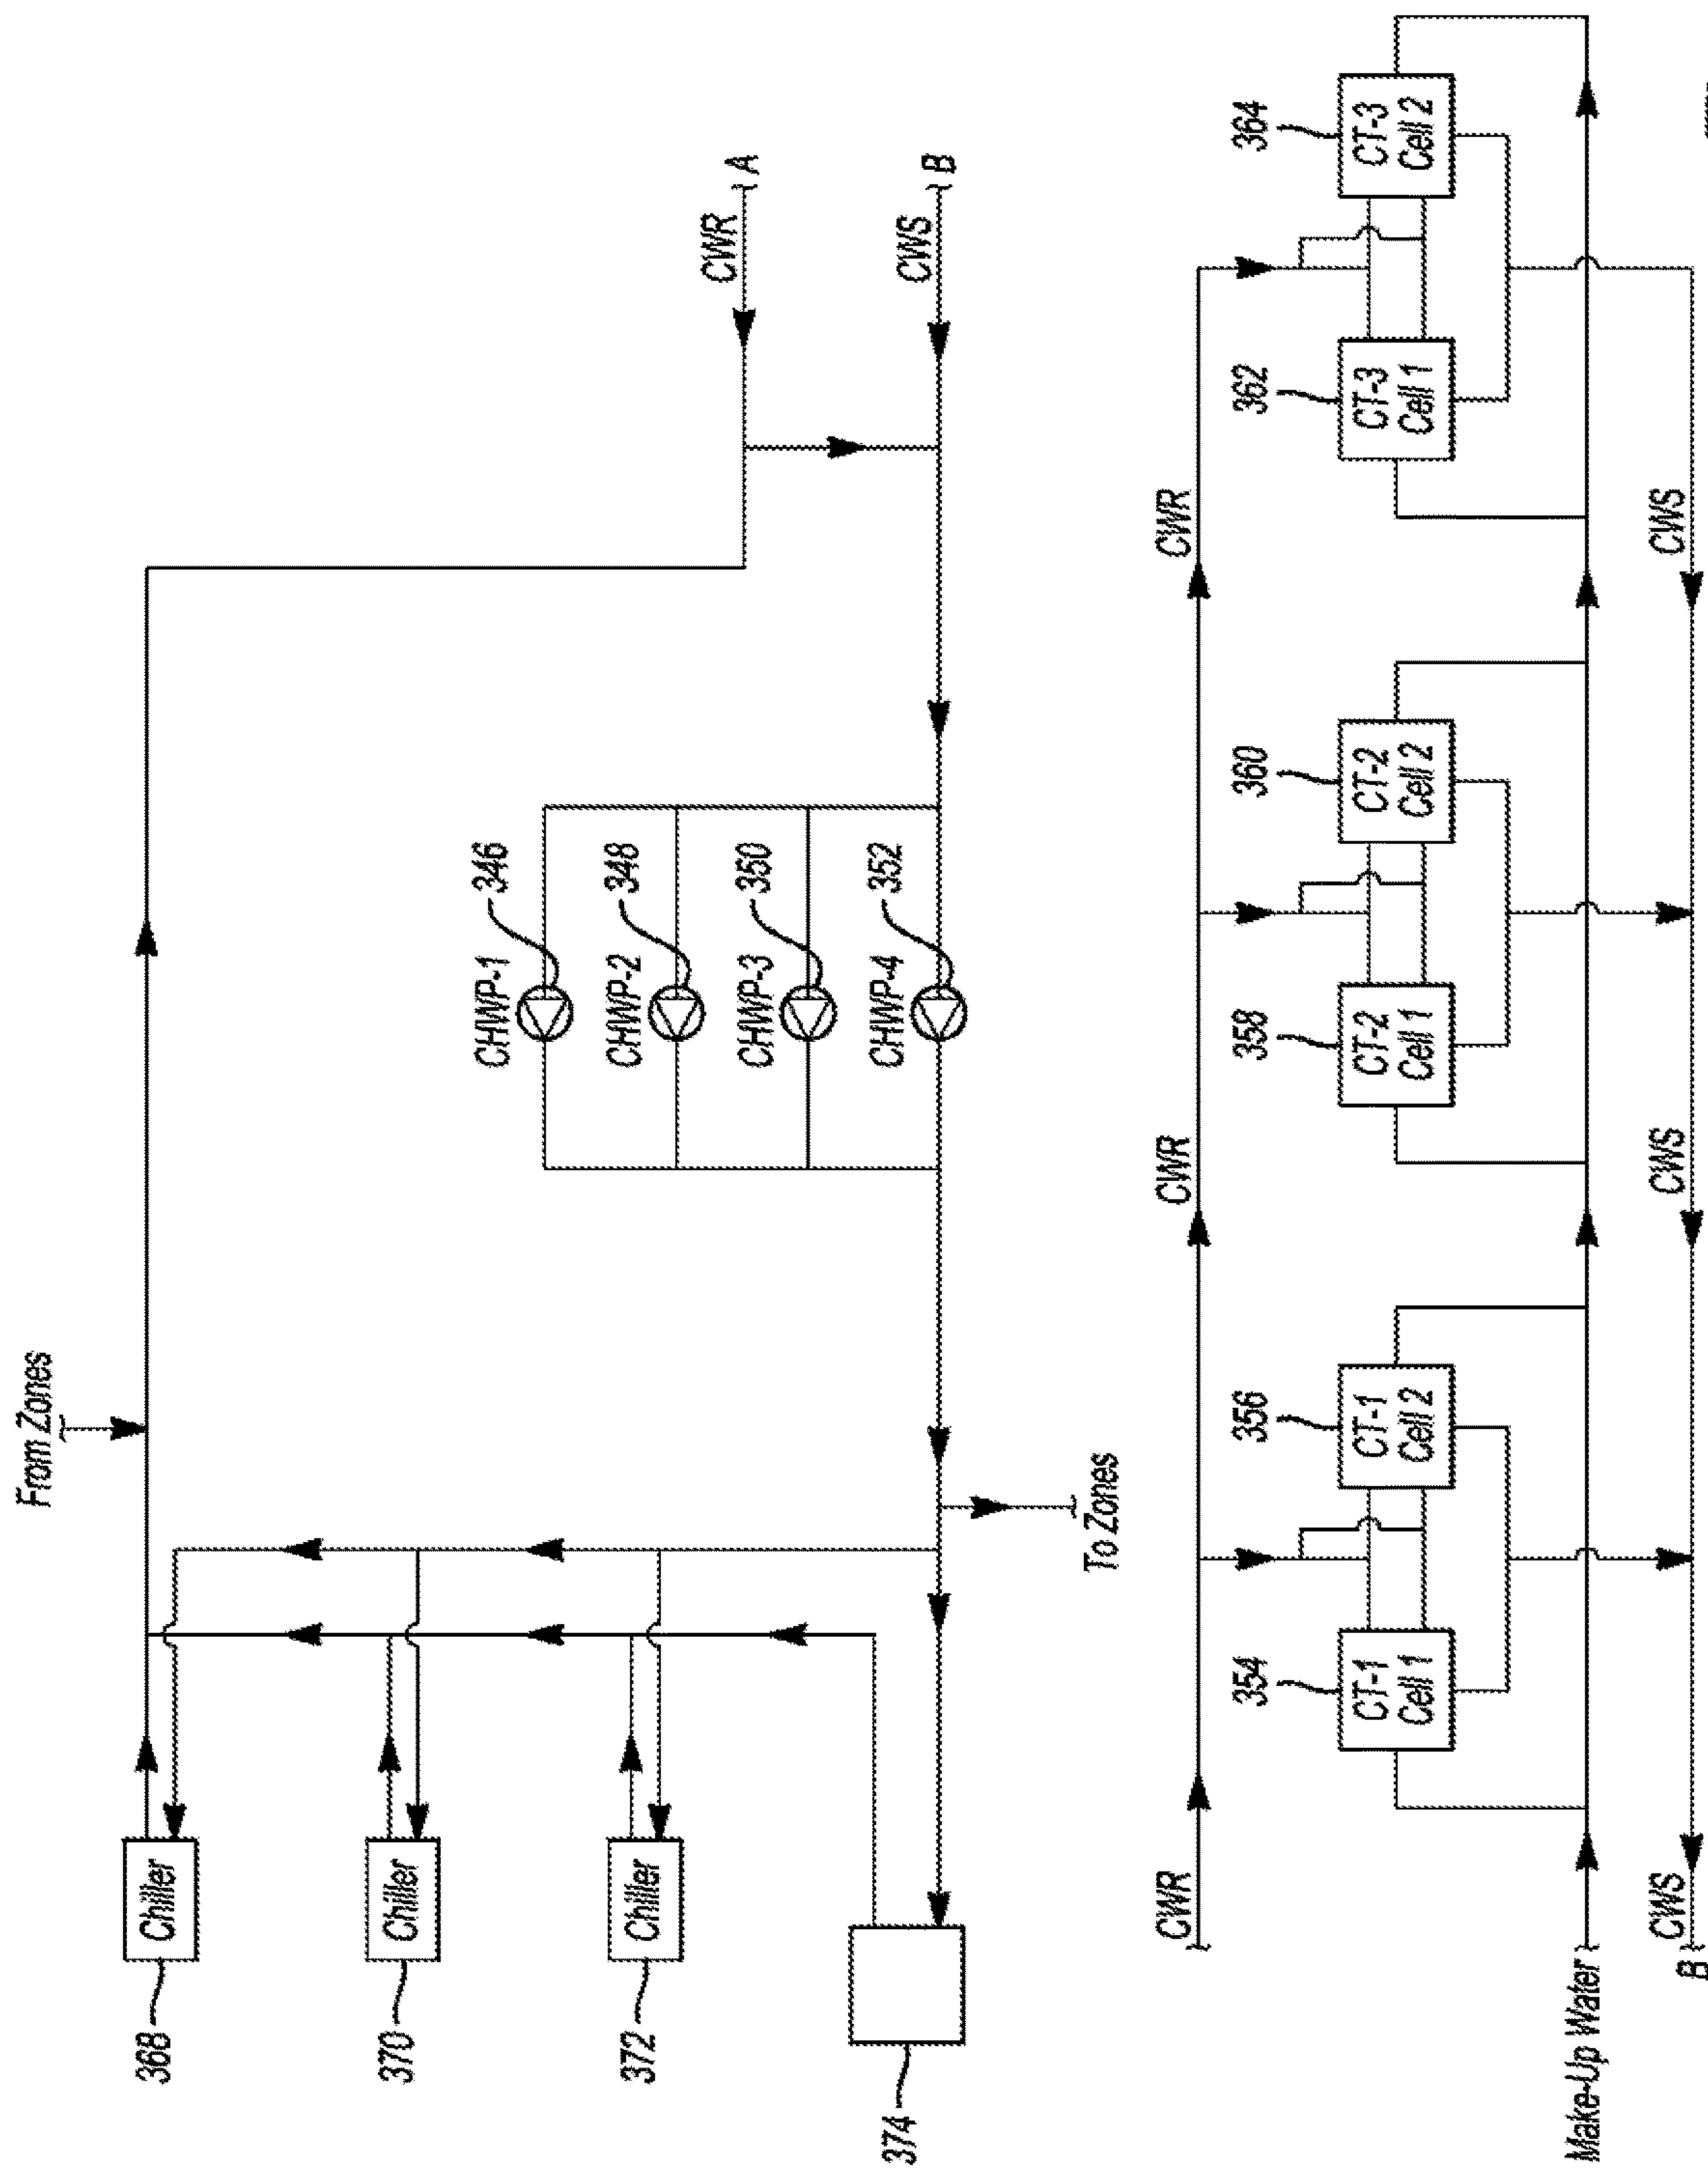 From Zones
368
Chiller
370
Chiller
CHWP-1
346
372
Chiller
CHWP-2
348
CWR
A
CHWP-3
350
CHWP-4
352
374
CWS
B
To Zones
CWR
CWR
CWR
354
CT-1
Cell 1
356
CT-1
Cell 2
358
CT-2
Cell 1
360
CT-2
Cell 2
362
CT-3
Cell 1
364
CT-3
Cell 2
Make-Up Water
CWS
CWS
CWS
B